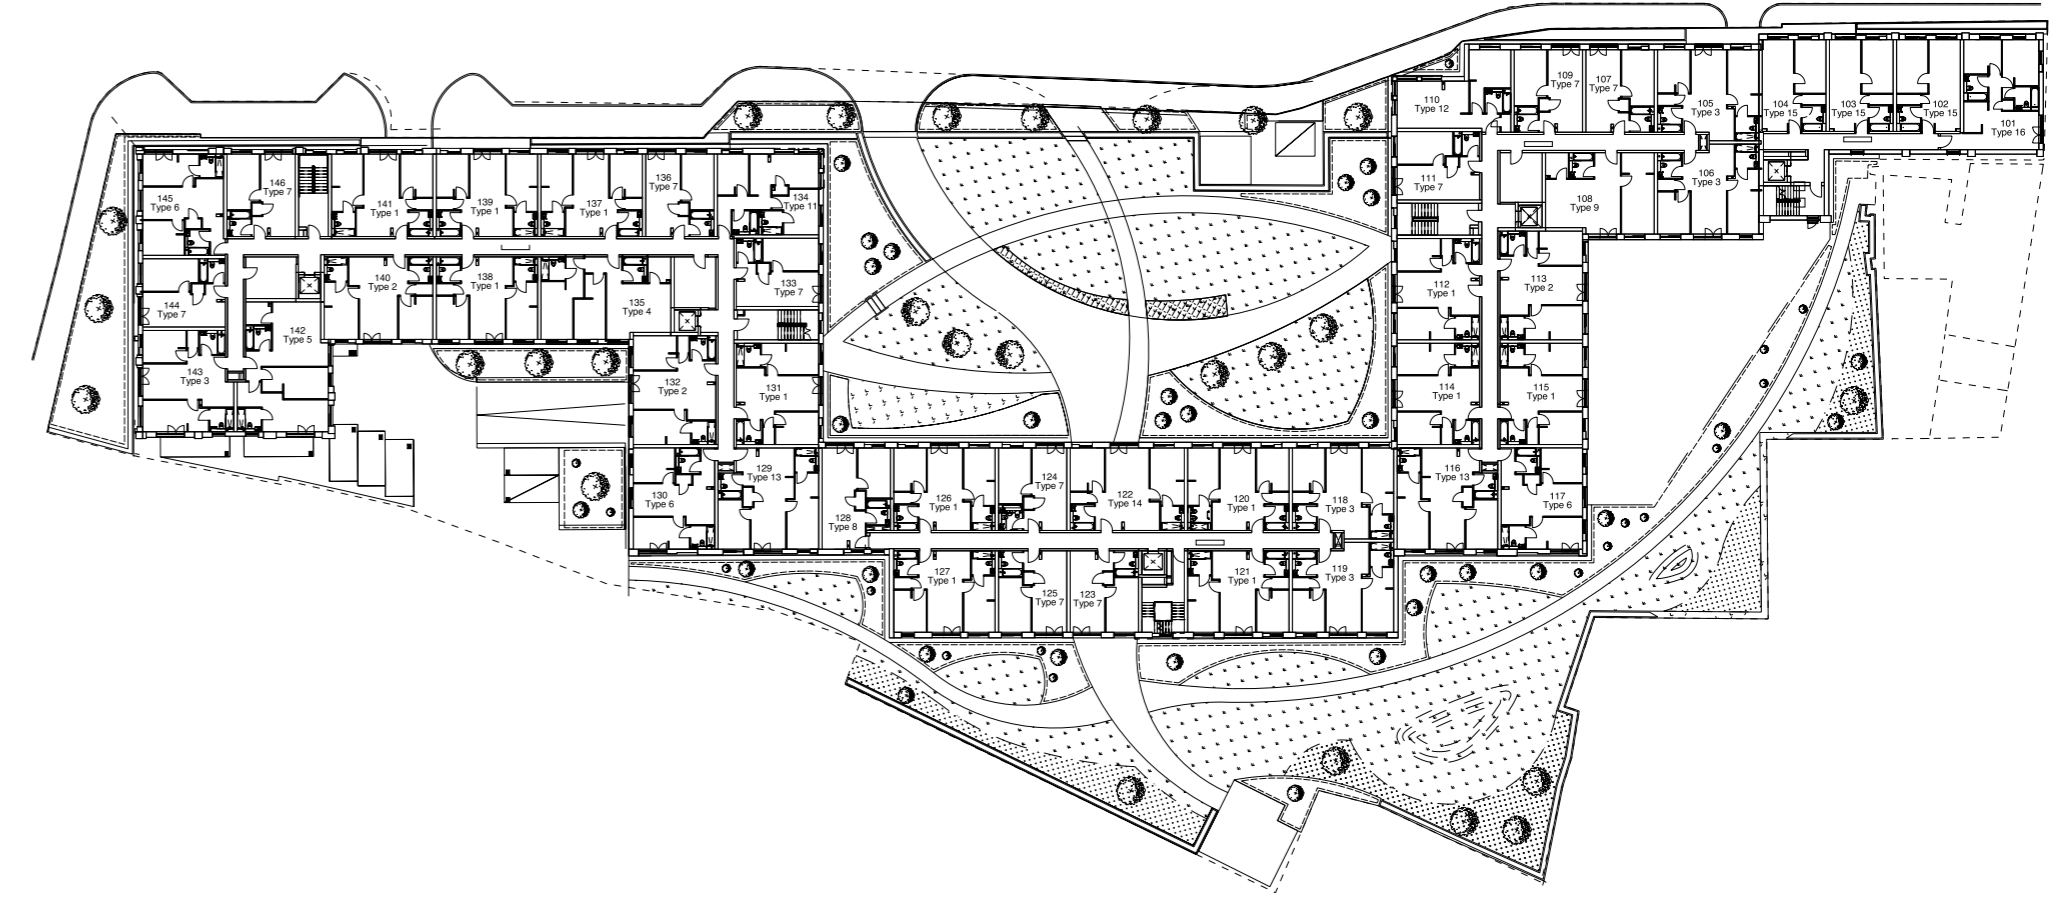 109
Type 7
107
Type 7
110
Type 12
105
Type 3
104
Type 15
103
Type 15
102
Type 15
101
Type 16
111
Type 7
106
Type 3
108
Type 9
146
Type 7
136
Type 7
145
Type 6
141
Type 1
139
Type 1
137
Type 1
134
Type 11
144
Type 7
140
Type 2
138
Type 1
135
Type 4
133
Type 7
112
Type 1
113
Type 2
142
Type 5
143
Type 3
132
Type 2
131
Type 1
114
Type 1
115
Type 1
130
Type 6
129
Type 13
128
Type 8
126
Type 1
124
Type 7
122
Type 14
120
Type 1
118
Type 3
116
Type 13
117
Type 6
127
Type 1
125
Type 7
123
Type 7
121
Type 1
119
Type 3